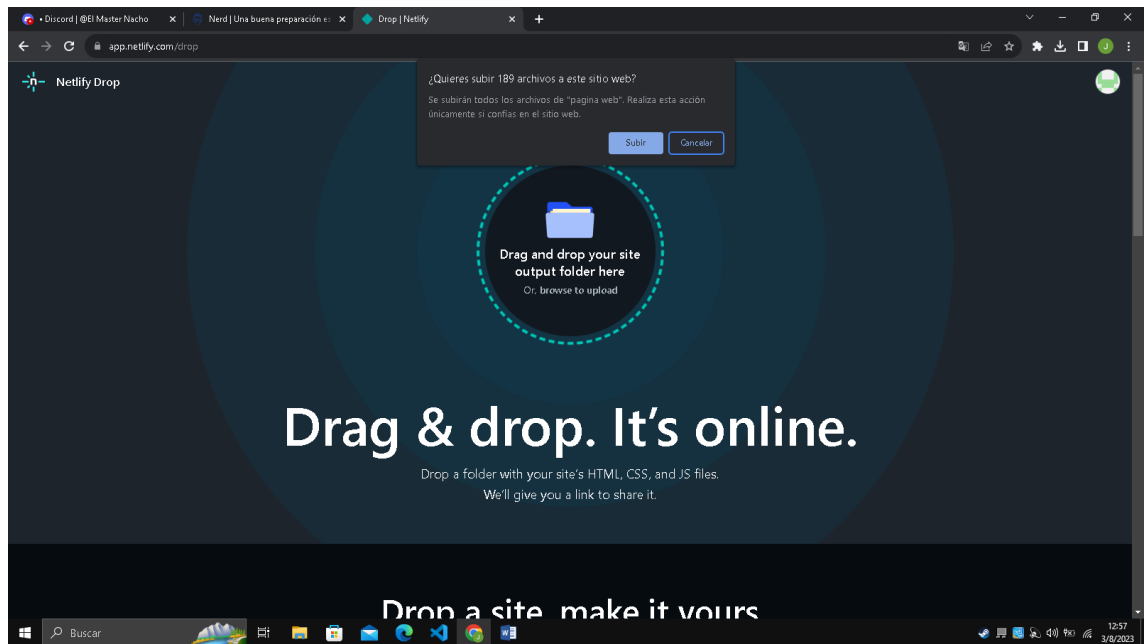 • Discord | @El Master Nacho
Nerd | Una buena preparación es
Drop | Netlify
app.netlify.com/drop
J
Netlify Drop
¿Quieres subir 189 archivos a este sitio web?
Se subirán todos los archivos de "pagina web". Realiza esta acción
únicamente si confías en el sitio web.
Subir
Cancelar
Drag and drop your site
output folder here
Or, browse to upload
Drag & drop. It's online.
Drop a folder with your site's HTML, CSS, and JS files.
We'll give you a link to share it.
Drop a site, make it yours
Buscar
12:57
3/8/2023